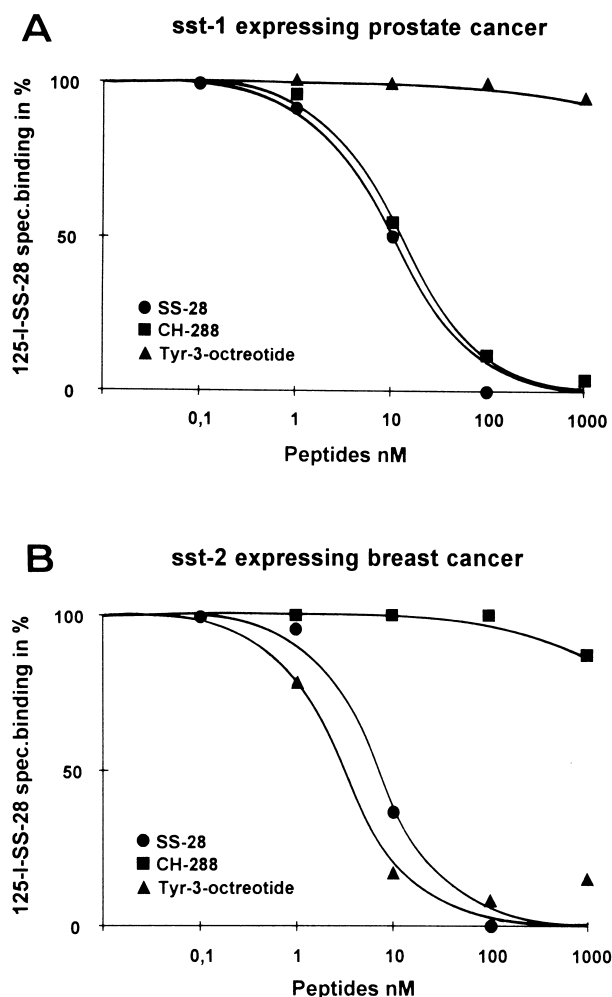 A
sst-1 expressing prostate cancer
125-I-SS-28 spec.binding in %
100
50
0
SS-28
CH-288
Tyr-3-octreotide
0,1 1 10 100 1000
Peptides nM
B
sst-2 expressing breast cancer
125-I-SS-28 spec.binding in %
100
50
0
SS-28
CH-288
Tyr-3-octreotide
0,1 1 10 100 1000
Peptides nM